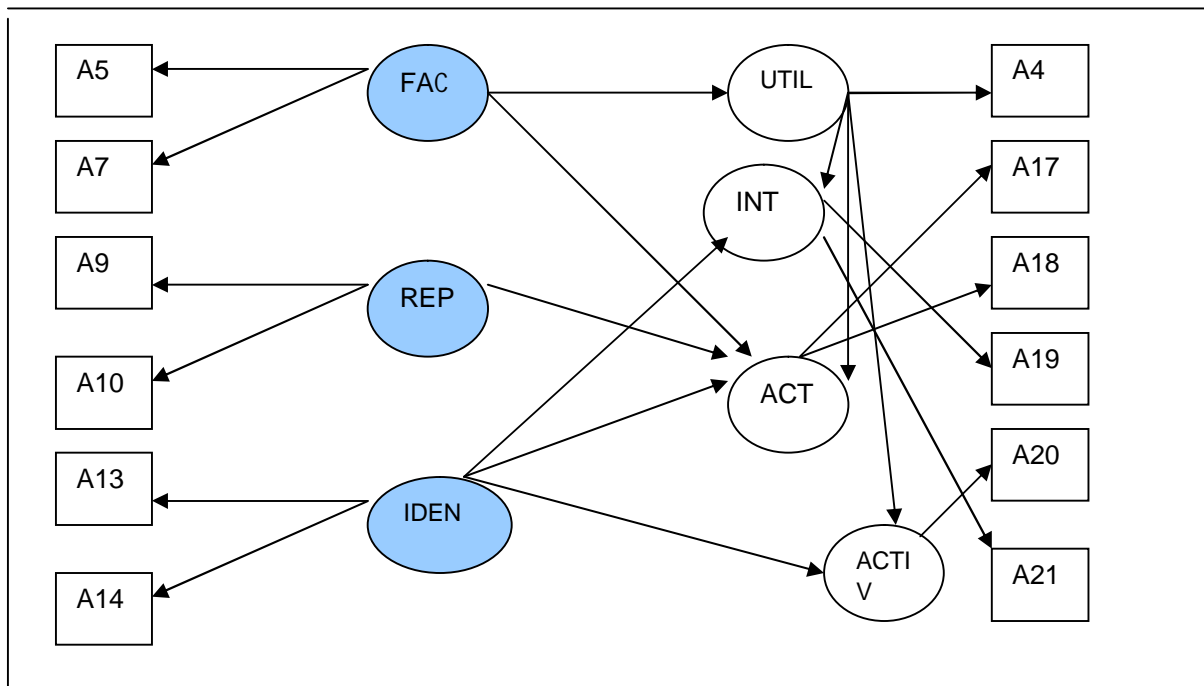 A5
FAC
UTIL
A4
A7
INT
A17
A9
REP
A18
A10
ACT
A19
A13
IDEN
A20
A14
ACTI
V
A21